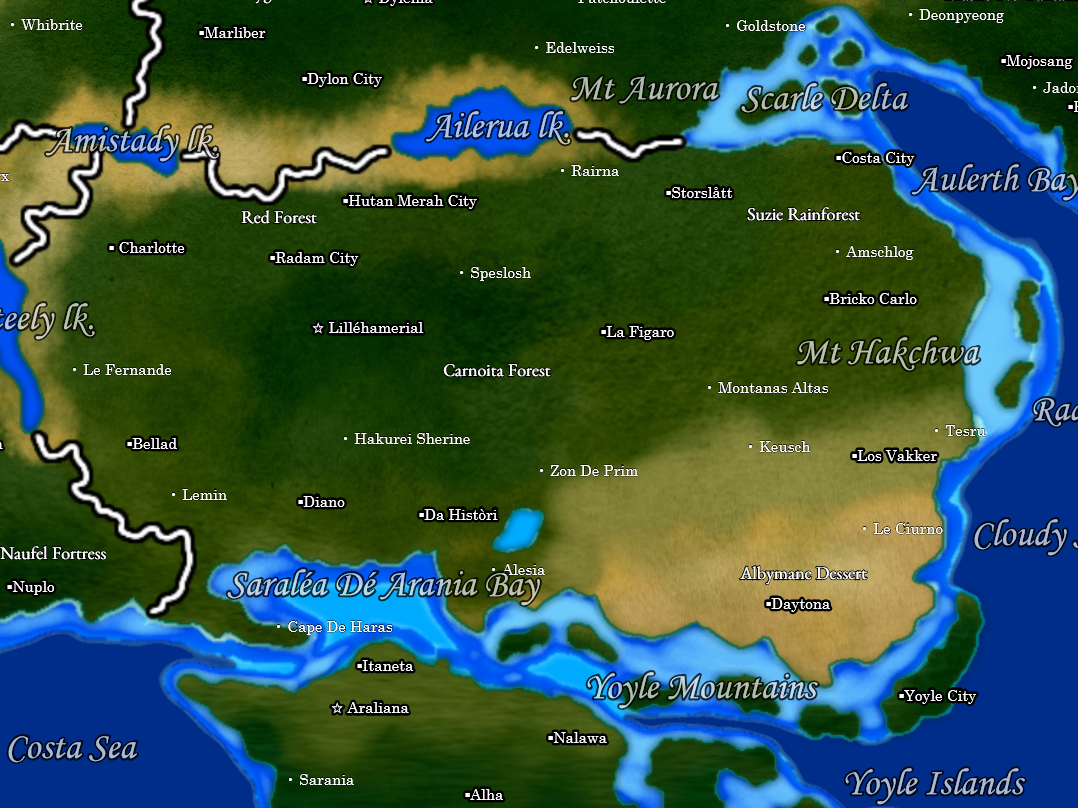 Dylenia
Patchoulette
Whibrite
Marliber
Goldstone
Deonpyeong
Edelweiss
Mojosang
Dylon City
Mt Aurora
Scarle Delta
Jado
Amistady lk.
Ailerua lk.
Costa City
x
Rairna
Aulerth Bay
Storslått
Hutan Merah City
Red Forest
Suzie Rainforest
Charlotte
Radam City
Amschlog
Speslosh
Bricko Carlo
teely lk.
Lilléhamerial
La Figaro
Mt Hakchwa
Le Fernande
Carnoita Forest
Montanas Altas
Rad
Tesru
Bellad
Hakurei Sherine
Keusch
Los Vakker
Zon De Prim
Lemin
Diano
Da Històri
Le Ciurno
Cloudy
Naufel Fortress
Alesia
Albymane Dessert
Nuplo
Saraléa Dé Arania Bay
Daytona
Cape De Haras
Itaneta
Yoyle Mountains
Yoyle City
Araliana
Nalawa
Costa Sea
Sarania
Yoyle Islands
Alha